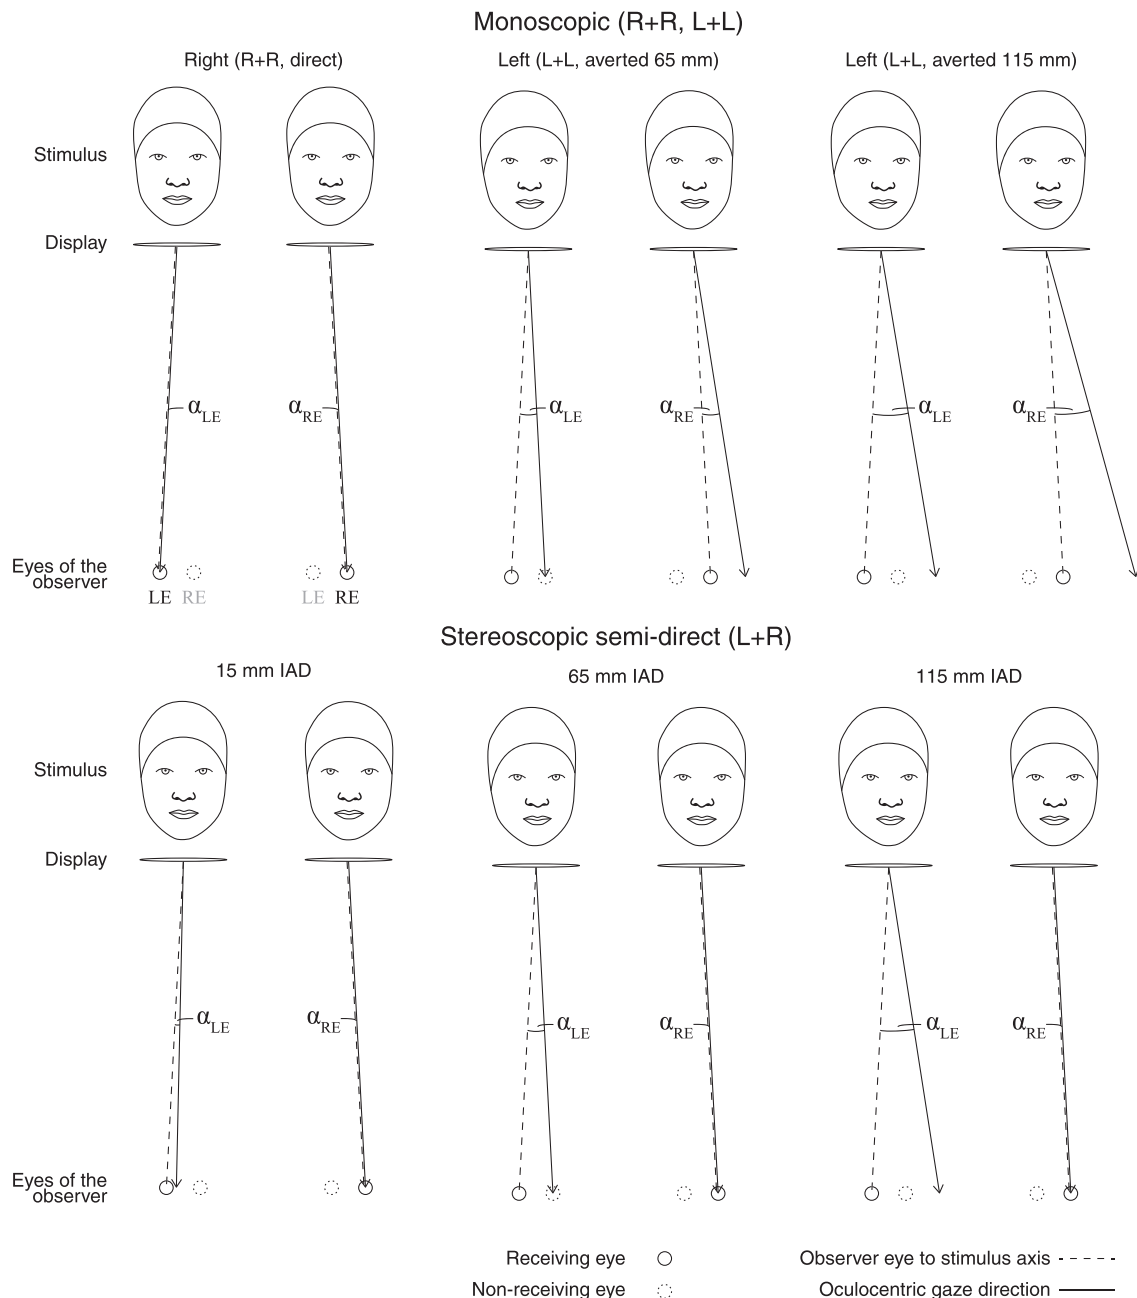 Monoscopic (R+R, L+L)
Right (R+R, direct)
Left (L+L, averted 65 mm)
Left (L+L, averted 115 mm)
Stimulus
Display
αLE
αRE
αLE
αRE
αLE
αRE
Eyes of the
observer
LE RE
LE RE
Stereoscopic semi-direct (L+R)
15 mm IAD
65 mm IAD
115 mm IAD
Stimulus
Display
αLE
αRE
αLE
αRE
αLE
αRE
Eyes of the
observer
Receiving eye
Observer eye to stimulus axis
Non-receiving eye
Oculocentric gaze direction